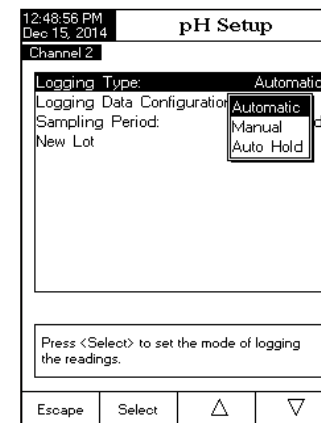 12:48:56 PM
Dec 15, 2014
pH Setup
Channel 2
Logging Type: Automatic
Logging Data Configuration
Automatic
Sampling Period:
Manual
New Lot
Auto Hold
Press <Select> to set the mode of logging
the readings.
Escape Select △ ▽